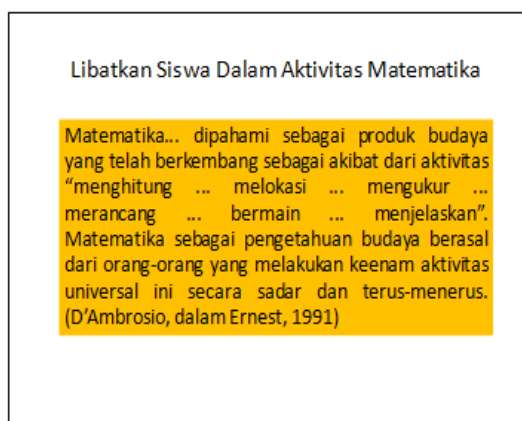 Libatkan Siswa Dalam Aktivitas Matematika
Matematika... dipahami sebagai produk budaya
yang telah berkembang sebagai akibat dari aktivitas
“menghitung ... melokasi ... mengukur ...
merancang ... bermain ... menjelaskan”.
Matematika sebagai pengetahuan budaya berasal
dari orang-orang yang melakukan keenam aktivitas
universal ini secara sadar dan terus-menerus.
(D’Ambrosio, dalam Ernest, 1991)